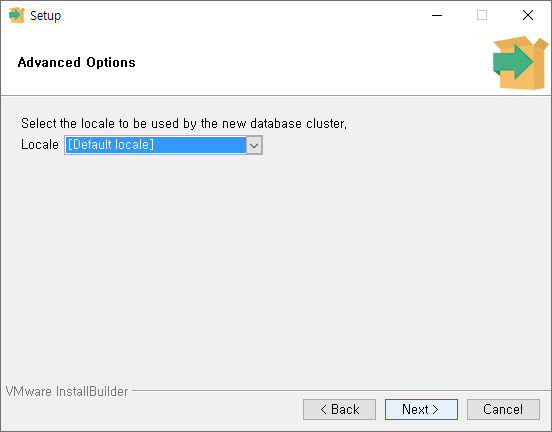 Setup
Advanced Options
Select the locale to be used by the new database cluster.
Locale [Default locale]
VMware InstallBuilder
< Back Next > Cancel